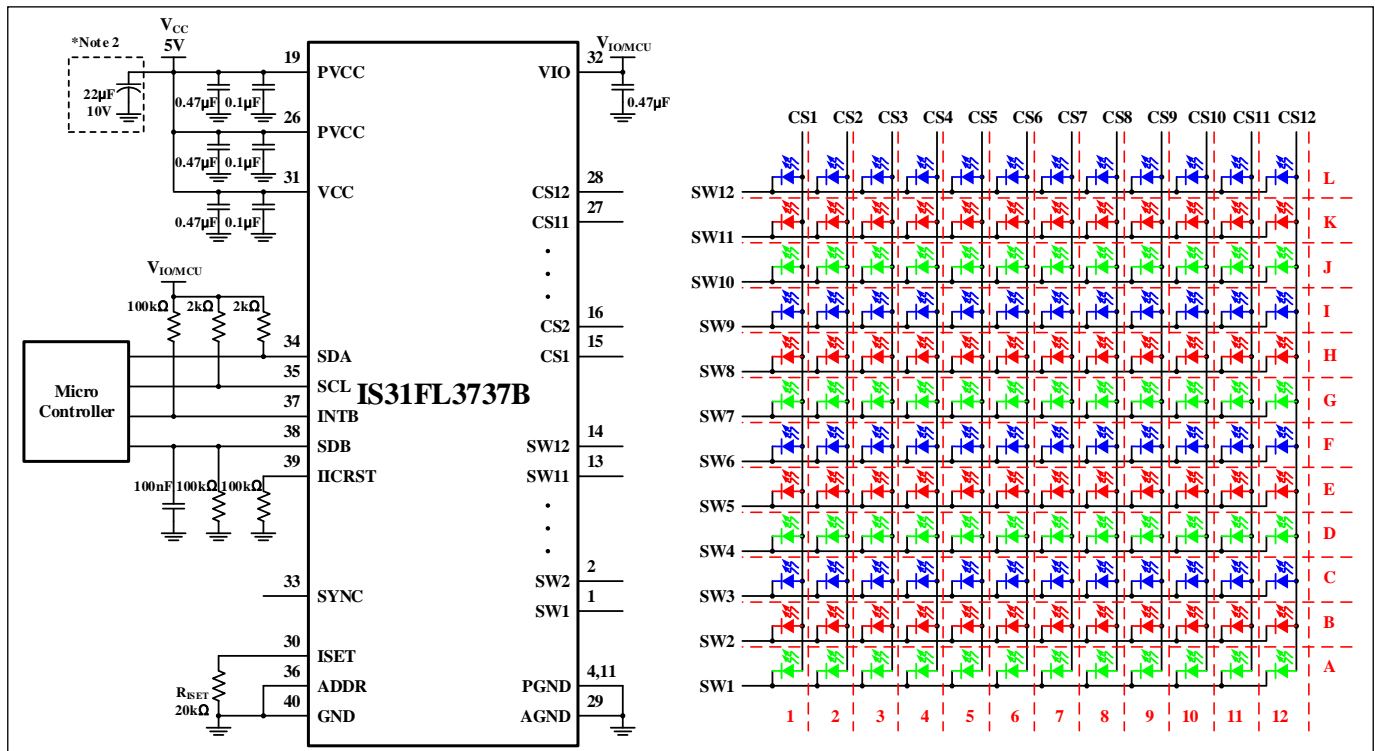 *Note 2
VCC
5V
22µF
10V
19
PVCC
0.47µF
0.1µF
26
PVCC
0.47µF
0.1µF
31
VCC
0.47µF
0.1µF
VIO/MCU
100kΩ
2kΩ
2kΩ
Micro
Controller
34
SDA
35
SCL
37
INTB
38
SDB
39
IICRST
100nF
100kΩ
100kΩ
33
SYNC
30
ISET
36
ADDR
40
GND
RISET
20kΩ
IS31FL3737B
VIO/MCU
32
VIO
0.47µF
28
CS12
27
CS11
16
CS2
15
CS1
14
SW12
13
SW11
2
SW2
1
SW1
4,11
PGND
29
AGND
CS1 CS2 CS3 CS4 CS5 CS6 CS7 CS8 CS9 CS10 CS11 CS12
SW12 L
SW11 K
SW10 J
SW9 I
SW8 H
SW7 G
SW6 F
SW5 E
SW4 D
SW3 C
SW2 B
SW1 A
1 2 3 4 5 6 7 8 9 10 11 12